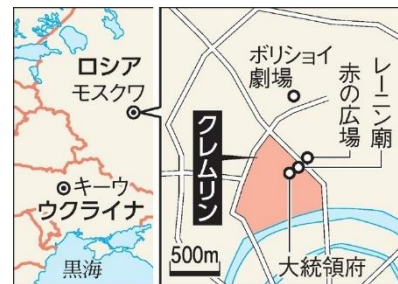 ロシア
モスクワ
キーウ
ウクライナ
黒海
ボリショイ
劇場
クレムリン
レーニン廟
赤の広場
大統領府
500m